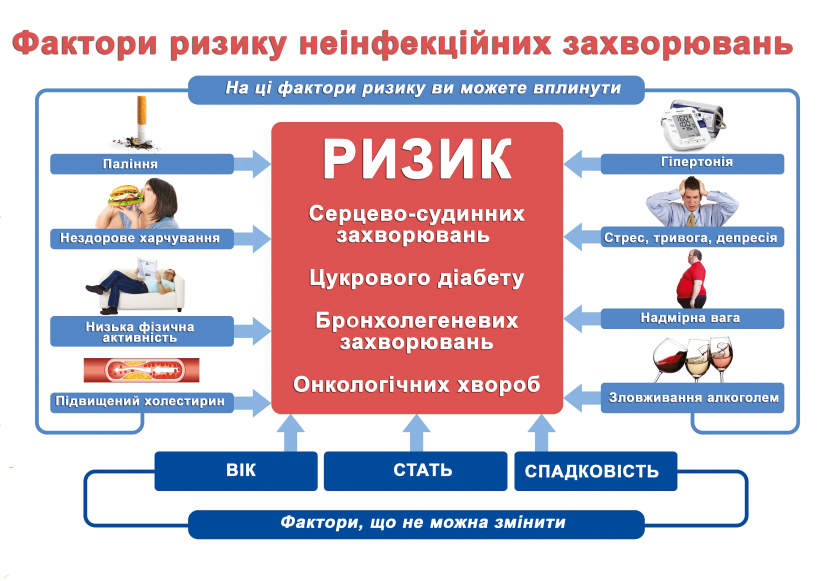 Фактори ризику неінфекційних захворювань
На ці фактори ризику ви можете вплинути
Паління
Нездорове харчування
Низька фізична
активність
Підвищений холестирин
РИЗИК
Серцево-судинних
захворювань
Цукрового діабету
Бронхолегеневих
захворювань
Онкологічних хвороб
Гіпертонія
Стрес, тривога, депресія
Надмірна вага
Зловживання алкоголем
ВІК
СТАТЬ
СПАДКОВІСТЬ
Фактори, що не можна змінити